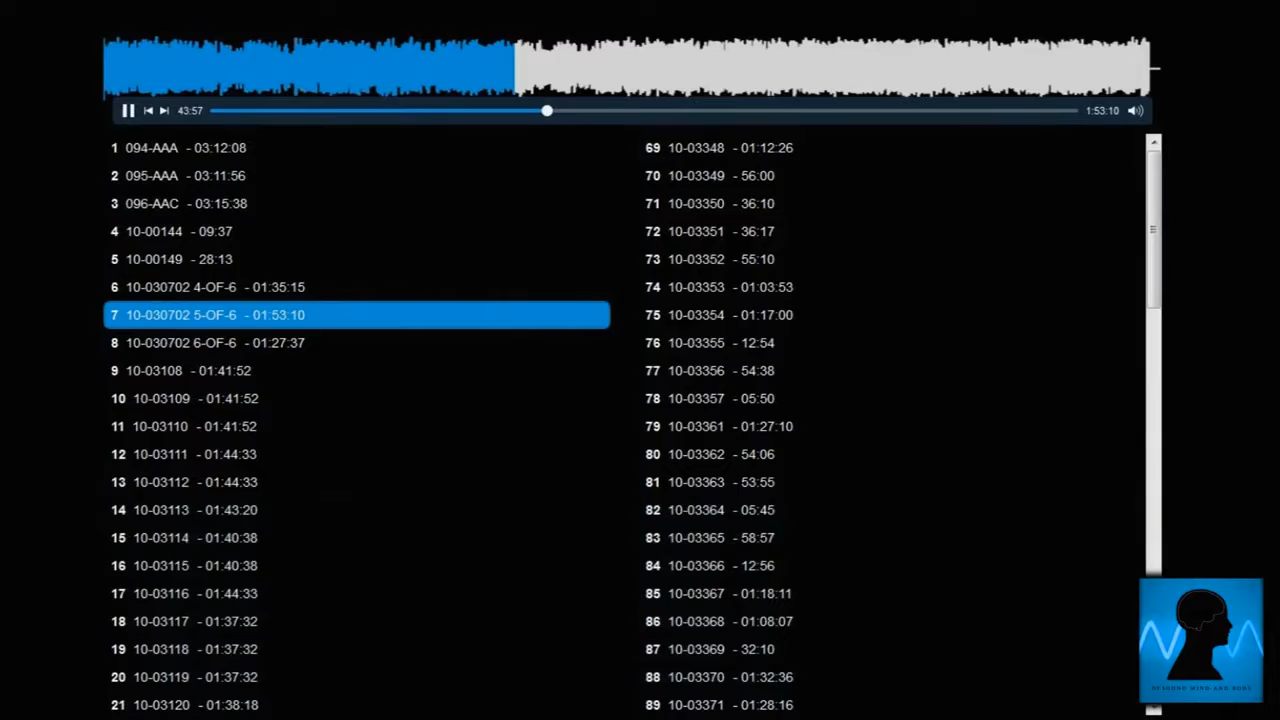 43:57
1:53:10
1 094-AAA - 03:12:08
2 095-AAA - 03:11:56
3 096-AAC - 03:15:38
4 10-00144 - 09:37
5 10-00149 - 28:13
6 10-030702 4-OF-6 - 01:35:15
7 10-030702 5-OF-6 - 01:53:10
8 10-030702 6-OF-6 - 01:27:37
9 10-03108 - 01:41:52
10 10-03109 - 01:41:52
11 10-03110 - 01:41:52
12 10-03111 - 01:44:33
13 10-03112 - 01:44:33
14 10-03113 - 01:43:20
15 10-03114 - 01:40:38
16 10-03115 - 01:40:38
17 10-03116 - 01:44:33
18 10-03117 - 01:37:32
19 10-03118 - 01:37:32
20 10-03119 - 01:37:32
21 10-03120 - 01:38:18
69 10-03348 - 01:12:26
70 10-03349 - 56:00
71 10-03350 - 36:10
72 10-03351 - 36:17
73 10-03352 - 55:10
74 10-03353 - 01:03:53
75 10-03354 - 01:17:00
76 10-03355 - 12:54
77 10-03356 - 54:38
78 10-03357 - 05:50
79 10-03361 - 01:27:10
80 10-03362 - 54:06
81 10-03363 - 53:55
82 10-03364 - 05:45
83 10-03365 - 58:57
84 10-03366 - 12:56
85 10-03367 - 01:18:11
86 10-03368 - 01:08:07
87 10-03369 - 32:10
88 10-03370 - 01:32:36
89 10-03371 - 01:28:16
MIND AND BODY